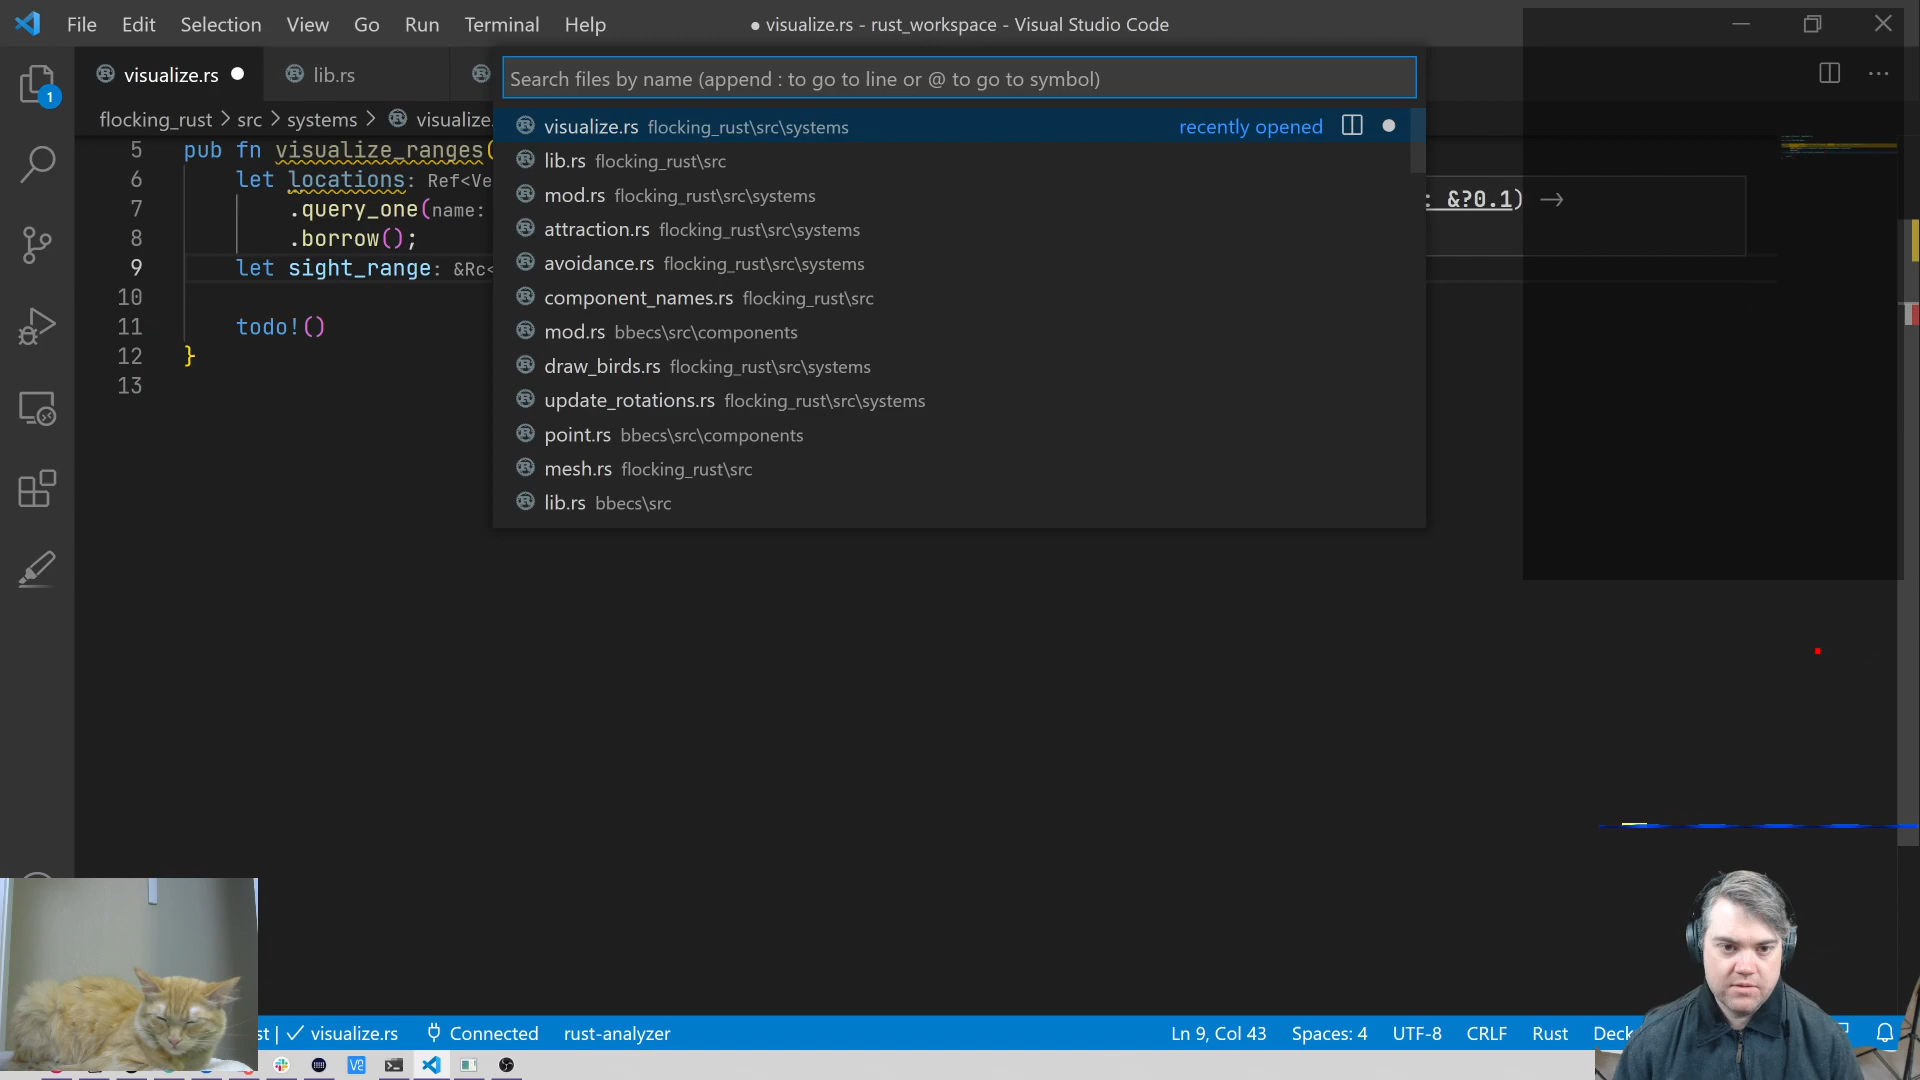 File Edit Selection View Go Run Terminal Help
● visualize.rs - rust_workspace - Visual Studio Code
visualize.rs lib.rs
Search files by name (append : to go to line or @ to go to symbol)
flocking_rust > src > systems > visualize.
visualize.rs flocking_rust\src\systems recently opened
lib.rs flocking_rust\src
mod.rs flocking_rust\src\systems
attraction.rs flocking_rust\src\systems
avoidance.rs flocking_rust\src\systems
component_names.rs flocking_rust\src
mod.rs bbecs\src\components
draw_birds.rs flocking_rust\src\systems
update_rotations.rs flocking_rust\src\systems
point.rs bbecs\src\components
mesh.rs flocking_rust\src
lib.rs bbecs\src
5 pub fn visualize_ranges(
6 let locations: Ref<Ve
7 .query_one(name:
8 .borrow();
9 let sight_range: &Rc<
10
11 todo!()
12 }
13
: &?0.1) →
1
st | ✓ visualize.rs Connected rust-analyzer
Ln 9, Col 43 Spaces: 4 UTF-8 CRLF Rust